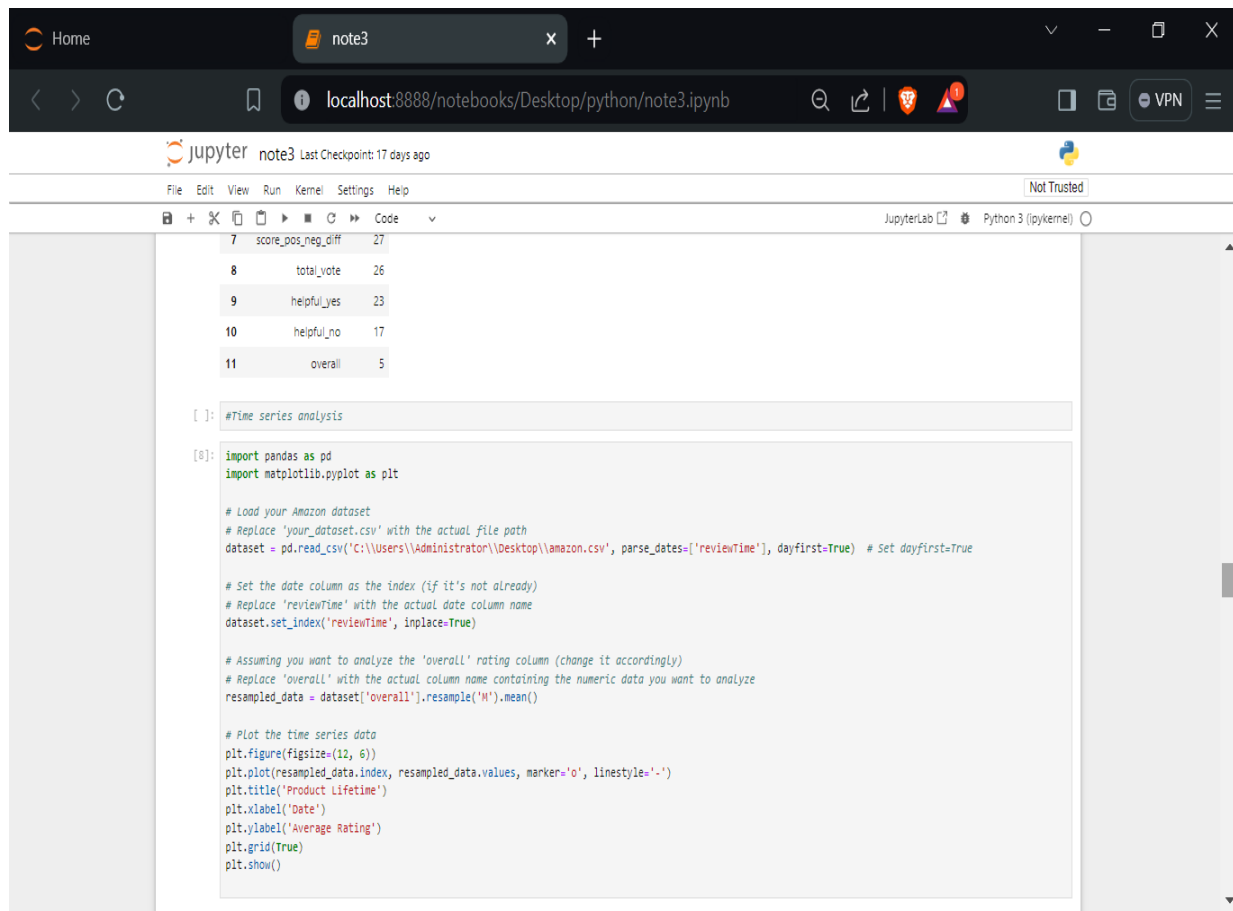 Home
note3
localhost:8888/notebooks/Desktop/python/note3.ipynb
1
VPN
jupyter note3 Last Checkpoint: 17 days ago
File Edit View Run Kernel Settings Help
Not Trusted
Code
JupyterLab
Python 3 (ipykernel)
7 score_pos_neg_diff 27
8 total_vote 26
9 helpful_yes 23
10 helpful_no 17
11 overall 5
[ ]: #Time series analysis
[8]: import pandas as pd
import matplotlib.pyplot as plt
# Load your Amazon dataset
# Replace 'your_dataset.csv' with the actual file path
dataset = pd.read_csv('C:\\Users\\Administrator\\Desktop\\amazon.csv', parse_dates=['reviewTime'], dayfirst=True)  # Set dayfirst=True
# Set the date column as the index (if it's not already)
# Replace 'reviewTime' with the actual date column name
dataset.set_index('reviewTime', inplace=True)
# Assuming you want to analyze the 'overall' rating column (change it accordingly)
# Replace 'overall' with the actual column name containing the numeric data you want to analyze
resampled_data = dataset['overall'].resample('M').mean()
# Plot the time series data
plt.figure(figsize=(12, 6))
plt.plot(resampled_data.index, resampled_data.values, marker='o', linestyle='-')
plt.title('Product Lifetime')
plt.xlabel('Date')
plt.ylabel('Average Rating')
plt.grid(True)
plt.show()